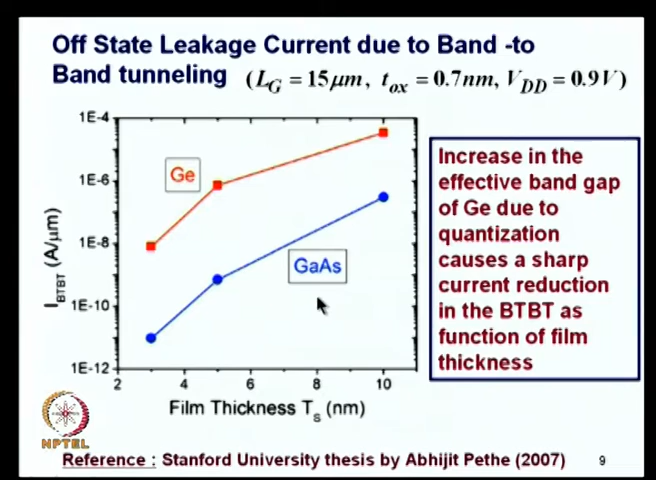 Off State Leakage Current due to Band -to
Band tunneling (L_G = 15μm, t_ox = 0.7nm, V_DD = 0.9V)
1E-4
1E-6
1E-8
1E-10
1E-12
I_BTBT (A/μm)
Ge
GaAs
2 4 6 8 10
Film Thickness T_s (nm)
Increase in the
effective band gap
of Ge due to
quantization
causes a sharp
current reduction
in the BTBT as
function of film
thickness
NPTEL
Reference : Stanford University thesis by Abhijit Pethe (2007)
9